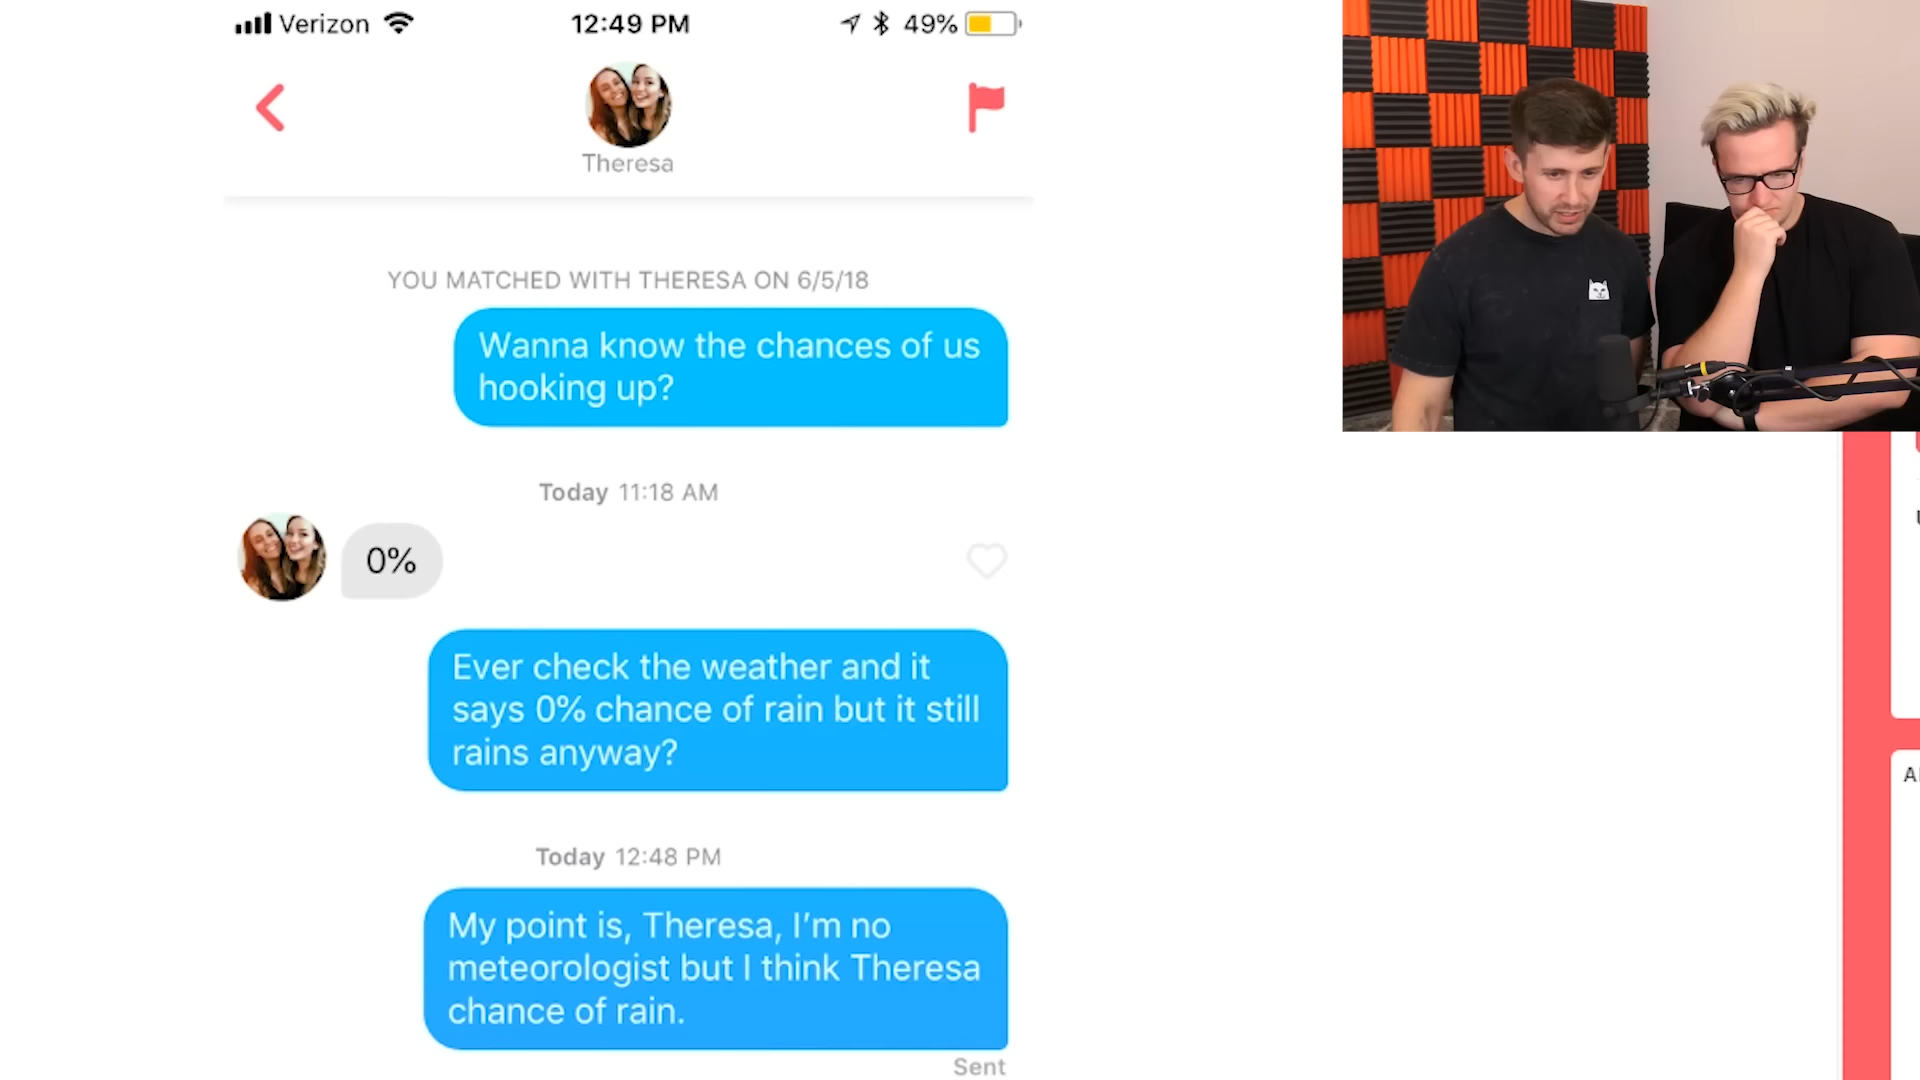 Verizon 12:49 PM 49%
Theresa
YOU MATCHED WITH THERESA ON 6/5/18
Wanna know the chances of us
hooking up?
Today 11:18 AM
0%
Ever check the weather and it
says 0% chance of rain but it still
rains anyway?
Today 12:48 PM
My point is, Theresa, I'm no
meteorologist but I think Theresa
chance of rain.
Sent